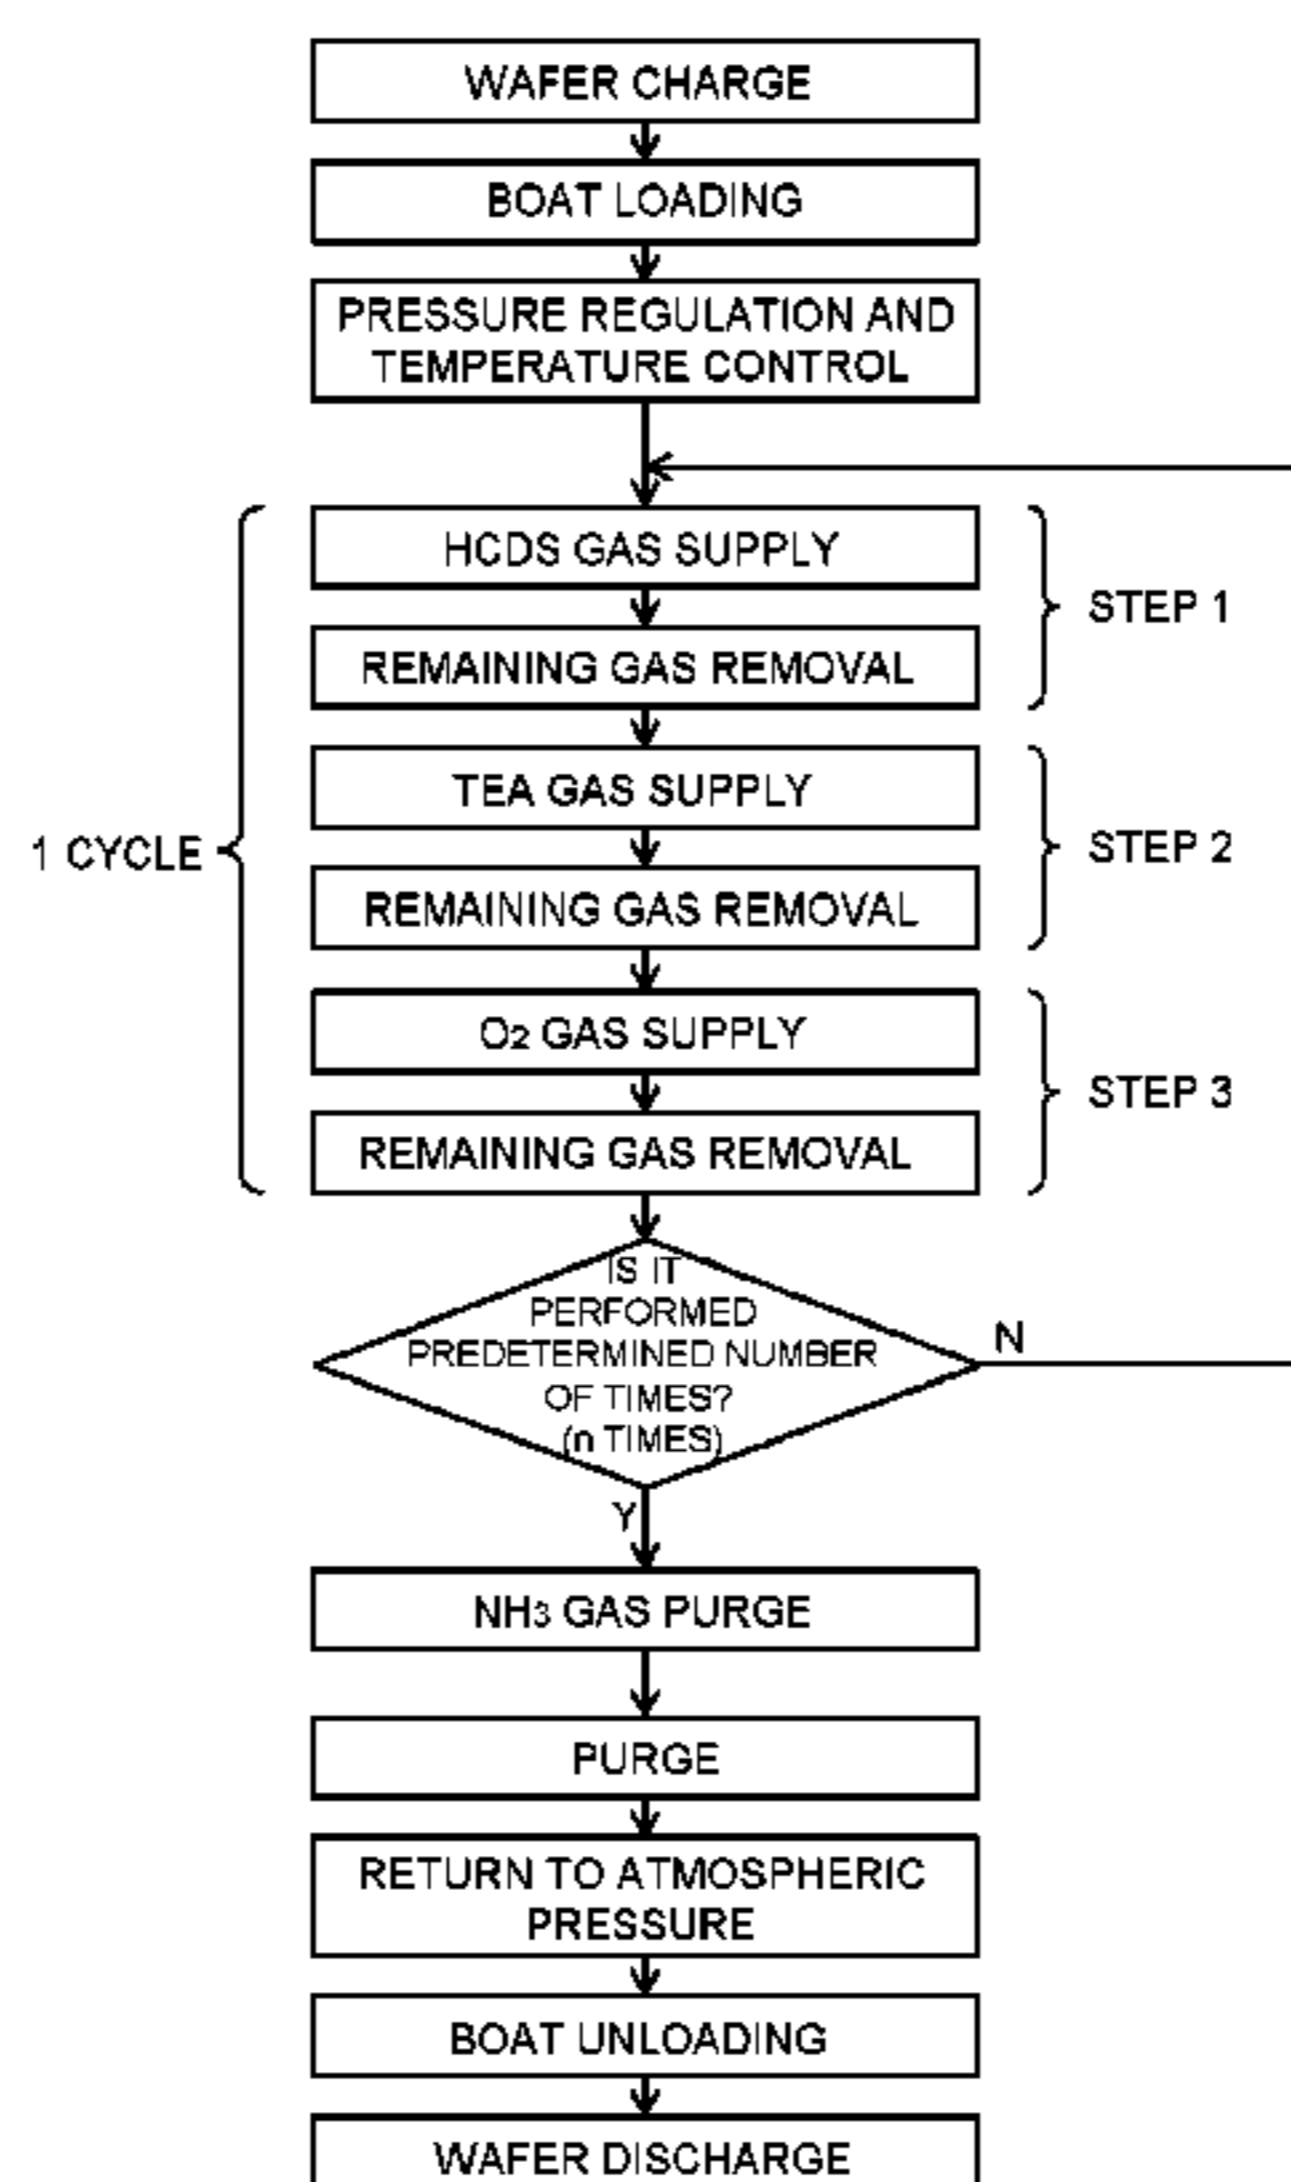 WAFER CHARGE
BOAT LOADING
PRESSURE REGULATION AND
TEMPERATURE CONTROL
HCDS GAS SUPPLY
REMAINING GAS REMOVAL
STEP 1
TEA GAS SUPPLY
REMAINING GAS REMOVAL
STEP 2
1 CYCLE
O2 GAS SUPPLY
REMAINING GAS REMOVAL
STEP 3
IS IT
PERFORMED
PREDETERMINED NUMBER
OF TIMES?
(n TIMES)
N
Y
NH3 GAS PURGE
PURGE
RETURN TO ATMOSPHERIC
PRESSURE
BOAT UNLOADING
WAFER DISCHARGE